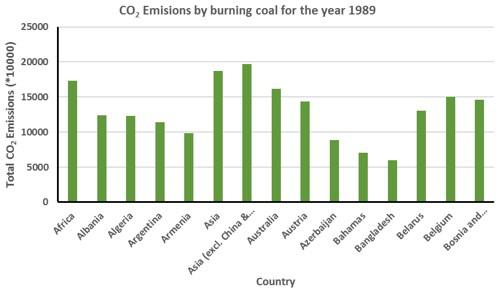 CO₂ Emisions by burning coal for the year 1989
Total CO₂ Emissions (*10000)
25000
20000
15000
10000
5000
0
Africa
Albania
Algeria
Argentina
Armenia
Asia
Asia (excl. China &...
Australia
Austria
Azerbaijan
Bahamas
Bangladesh
Belarus
Belgium
Bosnia and...
Country